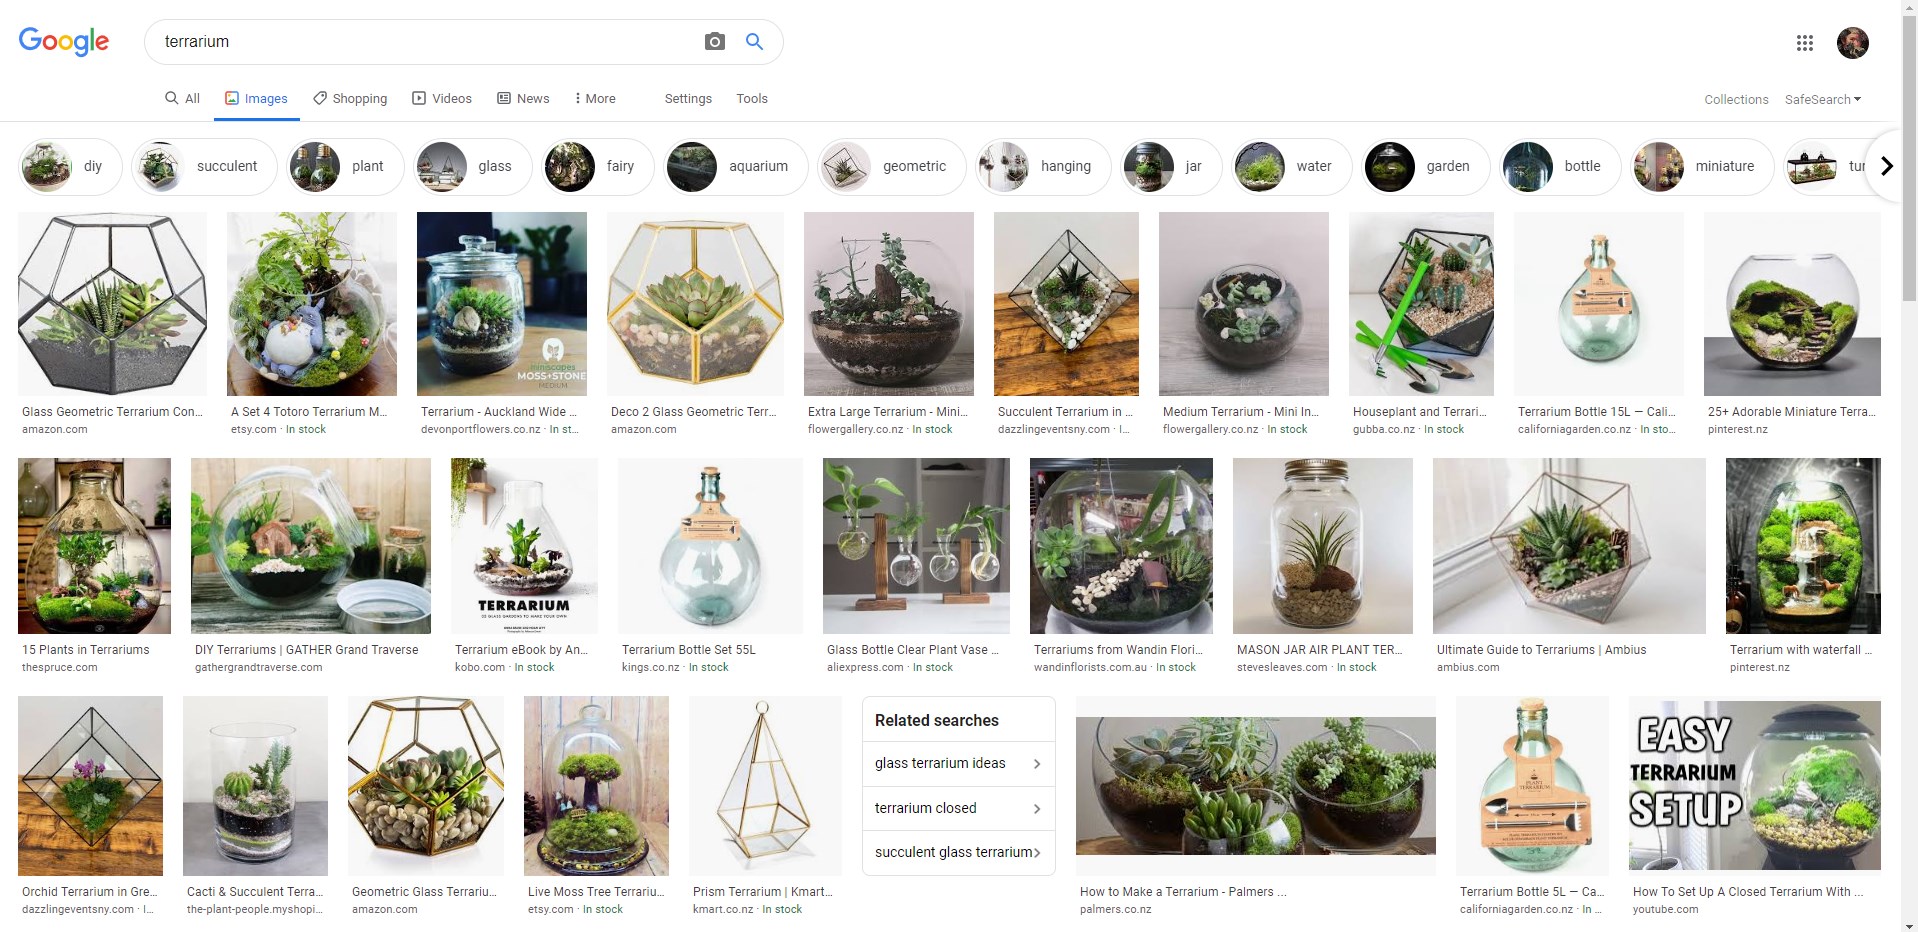 Google
terrarium
All
Images
Shopping
Videos
News
More
Settings
Tools
Collections
SafeSearch
diy
succulent
plant
glass
fairy
aquarium
geometric
hanging
jar
water
garden
bottle
miniature
miniscapes
MOSS+STONE
MEDIUM
Glass Geometric Terrarium Con...
amazon.com
A Set 4 Totoro Terrarium M...
etsy.com · In stock
Terrarium - Auckland Wide ...
devonportflowers.co.nz · In st...
Deco 2 Glass Geometric Terr...
amazon.com
Extra Large Terrarium - Mini...
flowergallery.co.nz · In stock
Succulent Terrarium in ...
dazzlingeventsny.com · I...
Medium Terrarium - Mini In...
flowergallery.co.nz · In stock
Houseplant and Terrari...
gubba.co.nz · In stock
Terrarium Bottle 15L — Cali...
californiagarden.co.nz · In sto...
25+ Adorable Miniature Terra...
pinterest.nz
TERRARIUM
33 GLASS GARDENS TO MAKE YOUR OWN
15 Plants in Terrariums
thespruce.com
DIY Terrariums | GATHER Grand Traverse
gathergrandtraverse.com
Terrarium eBook by An...
kobo.com · In stock
Terrarium Bottle Set 55L
kings.co.nz · In stock
Glass Bottle Clear Plant Vase ...
aliexpress.com · In stock
Terrariums from Wandin Flori...
wandinflorists.com.au · In stock
MASON JAR AIR PLANT TER...
stevesleaves.com · In stock
Ultimate Guide to Terrariums | Ambius
ambius.com
Terrarium with waterfall ...
pinterest.nz
Related searches
glass terrarium ideas
terrarium closed
succulent glass terrarium
PLANT
TERRARIUM
EASY
TERRARIUM
SETUP
Orchid Terrarium in Gre...
dazzlingeventsny.com · I...
Cacti & Succulent Terra...
the-plant-people.myshopi...
Geometric Glass Terrariu...
amazon.com
Live Moss Tree Terrariu...
etsy.com · In stock
Prism Terrarium | Kmart...
kmart.co.nz · In stock
How to Make a Terrarium - Palmers ...
palmers.co.nz
Terrarium Bottle 5L — Ca...
californiagarden.co.nz · In ...
How To Set Up A Closed Terrarium With ...
youtube.com